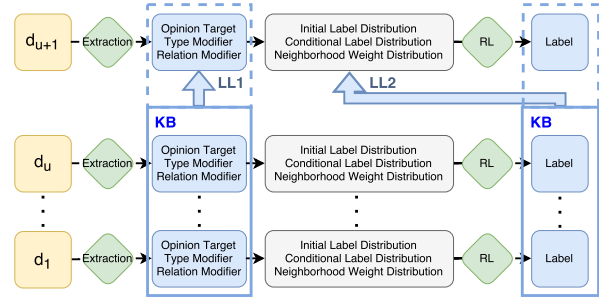 d_{u+1}
Extraction
Opinion Target
Type Modifier
Relation Modifier
Initial Label Distribution
Conditional Label Distribution
Neighborhood Weight Distribution
RL
Label
LL1
LL2
KB
KB
d_u
Extraction
Opinion Target
Type Modifier
Relation Modifier
Initial Label Distribution
Conditional Label Distribution
Neighborhood Weight Distribution
RL
Label
d_1
Extraction
Opinion Target
Type Modifier
Relation Modifier
Initial Label Distribution
Conditional Label Distribution
Neighborhood Weight Distribution
RL
Label